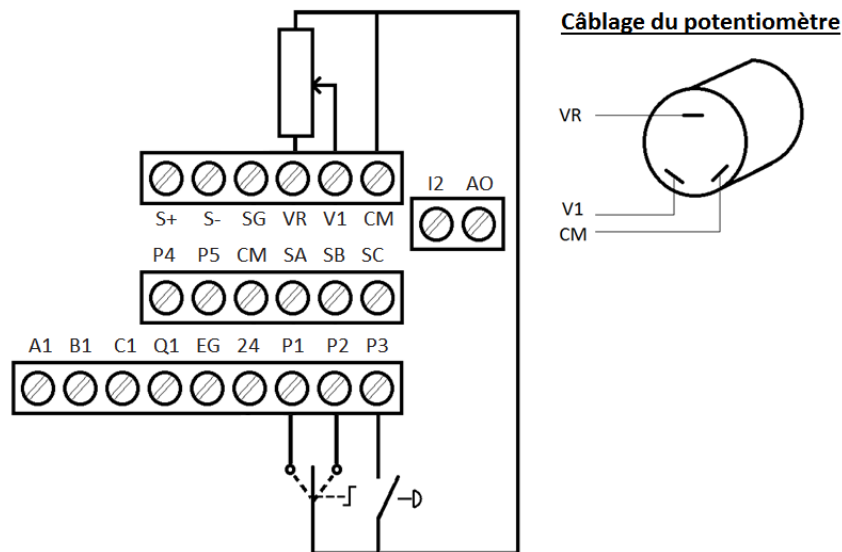 Câblage du potentiomètre
VR
V1
CM
S+ S- SG VR V1 CM
I2 AO
P4 P5 CM SA SB SC
A1 B1 C1 Q1 EG 24 P1 P2 P3